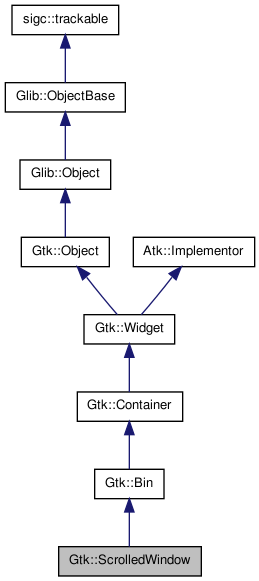 sigc::trackable
Glib::ObjectBase
Glib::Object
Gtk::Object
Atk::Implementor
Gtk::Widget
Gtk::Container
Gtk::Bin
Gtk::ScrolledWindow